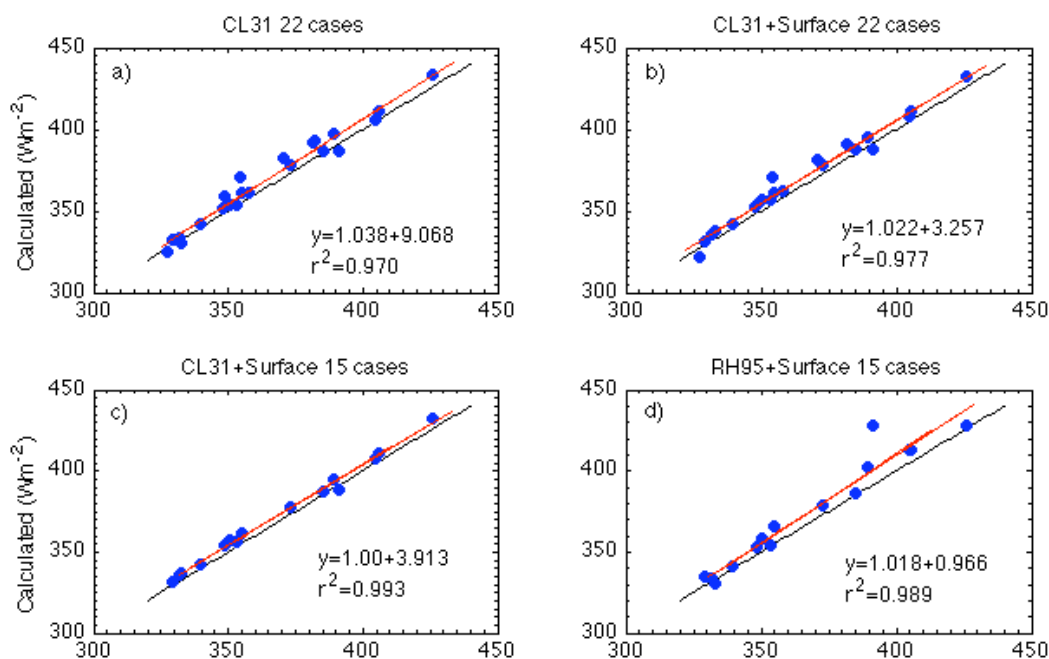 CL31 22 cases
450
400
350
300
Calculated (Wm-2)
a)
y=1.038+9.068
r2=0.970
300 350 400 450
CL31+Surface 22 cases
450
400
350
300
b)
y=1.022+3.257
r2=0.977
300 350 400 450
CL31+Surface 15 cases
450
400
350
300
Calculated (Wm-2)
c)
y=1.00+3.913
r2=0.993
300 350 400 450
RH95+Surface 15 cases
450
400
350
300
d)
y=1.018+0.966
r2=0.989
300 350 400 450